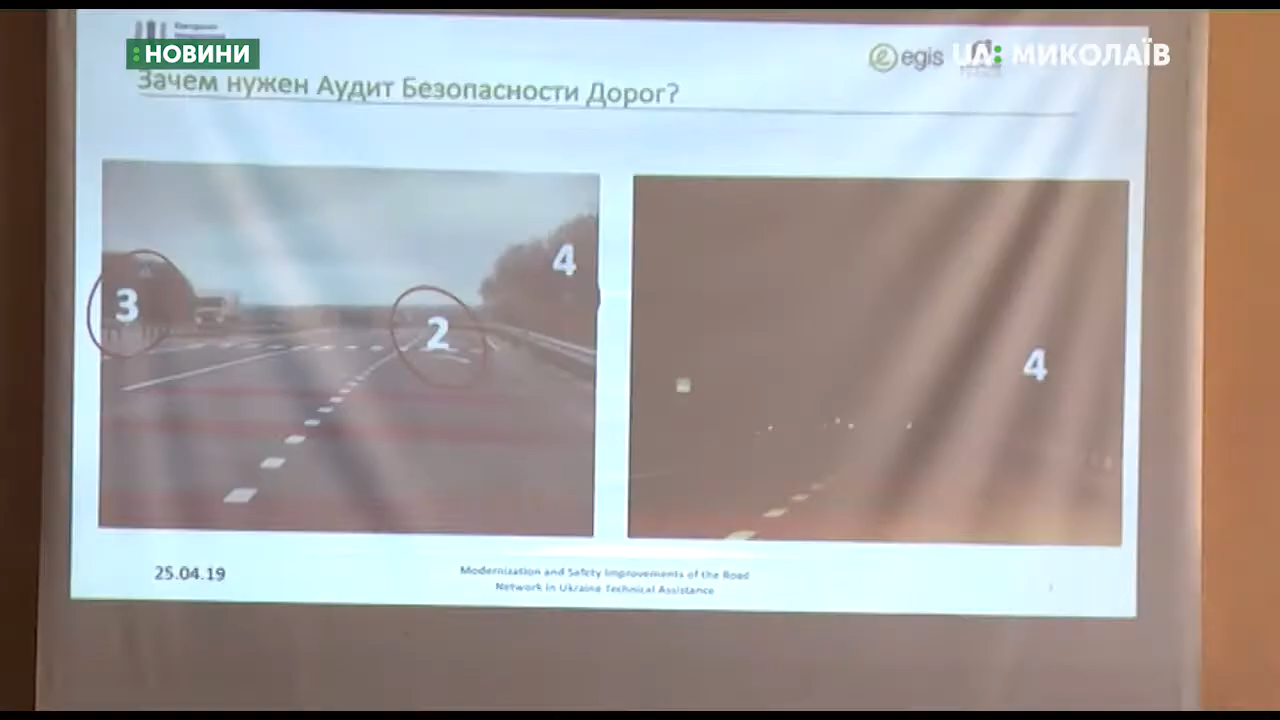 НОВИНИ
egis
UA: МИКОЛАЇВ
Зачем нужен Аудит Безопасности Дорог?
3
2
4
4
25.04.19
Modernization and Safety Improvements of the Road
Network in Ukraine Technical Assistance